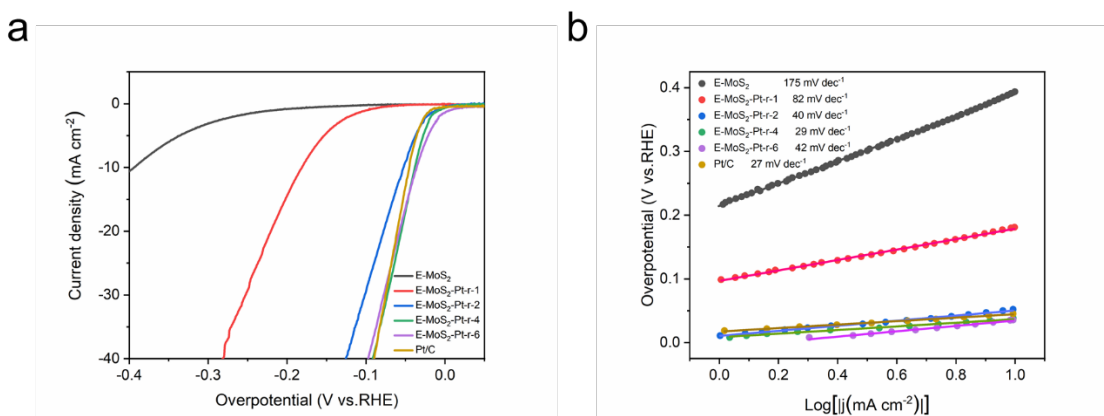 a
5
0
-10
-20
-30
-40
-0.4
-0.3
-0.2
-0.1
0.0
Current density (mA cm⁻²)
Overpotential (V vs.RHE)
E-MoS₂
E-MoS₂-Pt-r-1
E-MoS₂-Pt-r-2
E-MoS₂-Pt-r-4
E-MoS₂-Pt-r-6
Pt/C
b
0.4
0.3
0.2
0.1
0.0
0.0
0.2
0.4
0.6
0.8
1.0
Overpotential (V vs.RHE)
Log[|j(mA cm⁻²)|]
E-MoS₂ 175 mV dec⁻¹
E-MoS₂-Pt-r-1 82 mV dec⁻¹
E-MoS₂-Pt-r-2 40 mV dec⁻¹
E-MoS₂-Pt-r-4 29 mV dec⁻¹
E-MoS₂-Pt-r-6 42 mV dec⁻¹
Pt/C 27 mV dec⁻¹